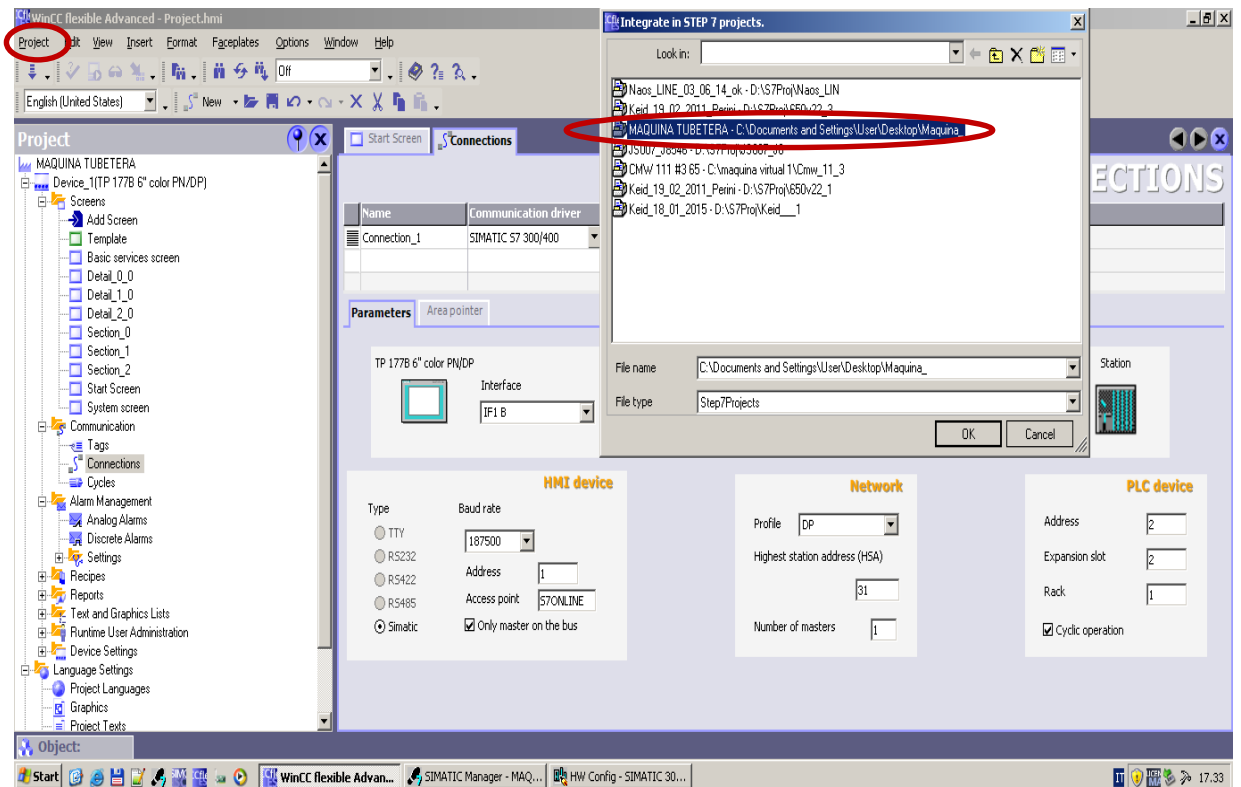 WinCC flexible Advanced - Project.hmi
Project Edit View Insert Format Faceplates Options Window Help
Off
English (United States) New
Project
MAQUINA TUBETERA
Device_1(TP 177B 6" color PN/DP)
Screens
Add Screen
Template
Basic services screen
Detail_0_0
Detail_1_0
Detail_2_0
Section_0
Section_1
Section_2
Start Screen
System screen
Communication
Tags
Connections
Cycles
Alarm Management
Analog Alarms
Discrete Alarms
Settings
Recipes
Reports
Text and Graphics Lists
Runtime User Administration
Device Settings
Language Settings
Project Languages
Graphics
Project Texts
Start Screen Connections
ECTIONS
Name Communication driver
Connection_1 SIMATIC S7 300/400
Parameters Area pointer
TP 177B 6" color PN/DP
Interface
IF1 B
Station
HMI device
Type Baud rate
TTY
187500
RS232
Address 1
RS422
Access point S7ONLINE
RS485
Simatic Only master on the bus
Network
Profile DP
Highest station address (HSA)
31
Number of masters 1
PLC device
Address 2
Expansion slot 2
Rack 1
Cyclic operation
Integrate in STEP 7 projects.
Look in:
Naos_LINE_03_06_14_ok - D:\S7Proj\Naos_LIN
Keid_19_02_2011_Perini - D:\S7Proj\650v22_3
MAQUINA TUBETERA - C:\Documents and Settings\User\Desktop\Maquina_
CMW 111 #3 65 - C:\maquina virtual 1\Cmw_11_3
Keid_19_02_2011_Perini - D:\S7Proj\650v22_1
Keid_18_01_2015 - D:\S7Proj\Keid___1
File name C:\Documents and Settings\User\Desktop\Maquina_
File type Step7Projects
OK Cancel
Object:
Start WinCC flexible Advan... SIMATIC Manager - MAQ... HW Config - SIMATIC 30... IT 17.33